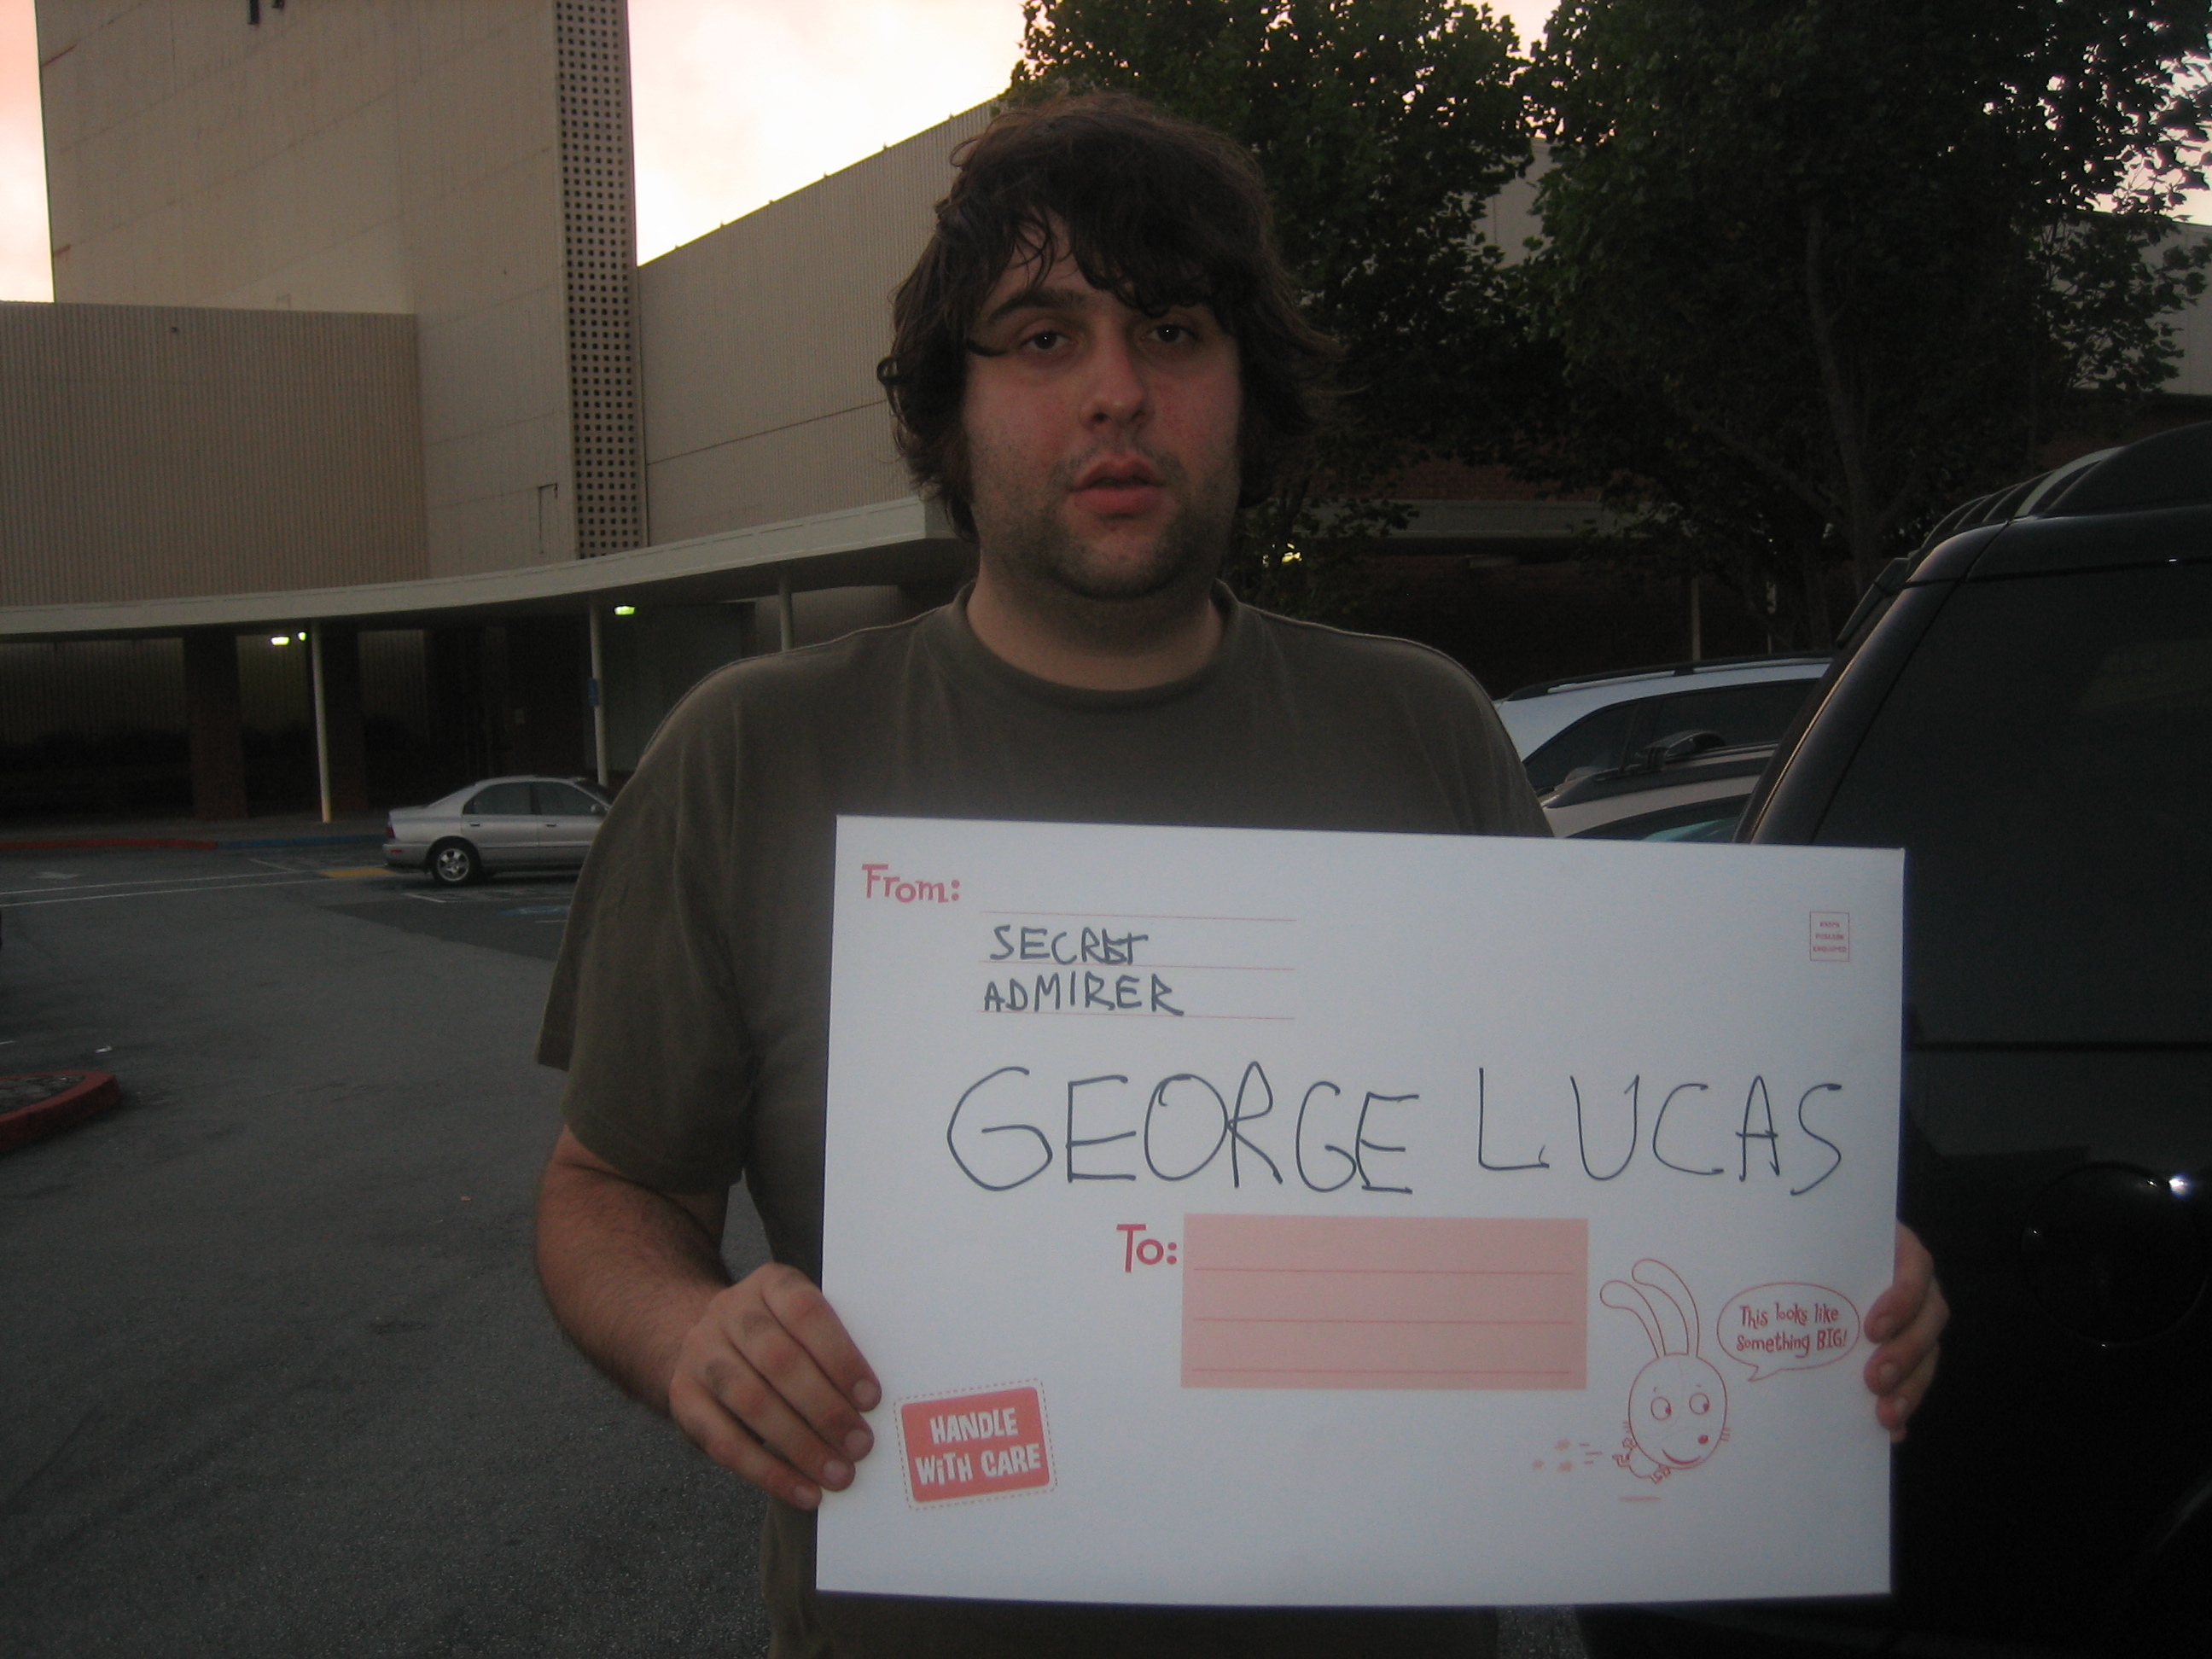 From:
SECRET
ADMIRER
GEORGE LUCAS
To:
This looks like
something BIG!
HANDLE
WITH CARE